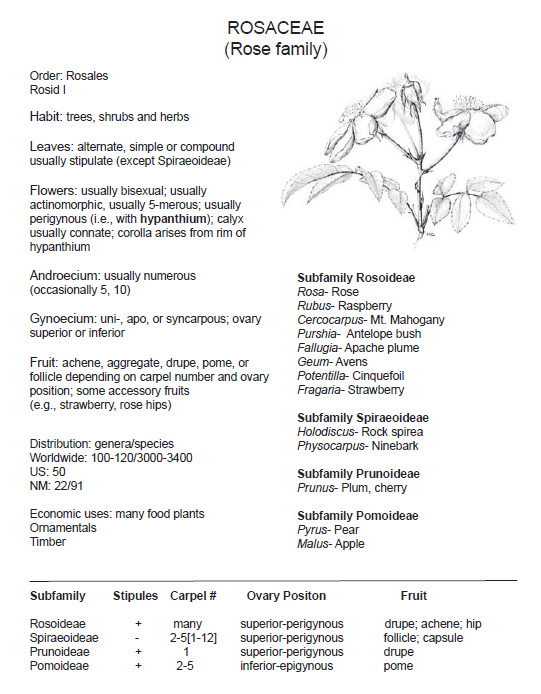 ROSACEAE
(Rose family)
Order: Rosales
Rosid I
Habit: trees, shrubs and herbs
Leaves: alternate, simple or compound
usually stipulate (except Spiraeoideae)
Flowers: usually bisexual; usually
actinomorphic, usually 5-merous; usually
perigynous (i.e., with hypanthium); calyx
usually connate; corolla arises from rim of
hypanthium
Androecium: usually numerous
(occasionally 5, 10)
Gynoecium: uni-, apo, or syncarpous; ovary
superior or inferior
Fruit: achene, aggregate, drupe, pome, or
follicle depending on carpel number and ovary
position; some accessory fruits
(e.g., strawberry, rose hips)
Distribution: genera/species
Worldwide: 100-120/3000-3400
US: 50
NM: 22/91
Economic uses: many food plants
Ornamentals
Timber
Subfamily Rosoideae
Rosa- Rose
Rubus- Raspberry
Cercocarpus- Mt. Mahogany
Purshia- Antelope bush
Fallugia- Apache plume
Geum- Avens
Potentilla- Cinquefoil
Fragaria- Strawberry
Subfamily Spiraeoideae
Holodiscus- Rock spirea
Physocarpus- Ninebark
Subfamily Prunoideae
Prunus- Plum, cherry
Subfamily Pomoideae
Pyrus- Pear
Malus- Apple
Subfamily Stipules Carpel # Ovary Positon Fruit
Rosoideae + many superior-perigynous drupe; achene; hip
Spiraeoideae - 2-5[1-12] superior-perigynous follicle; capsule
Prunoideae + 1 superior-perigynous drupe
Pomoideae + 2-5 inferior-epigynous pome